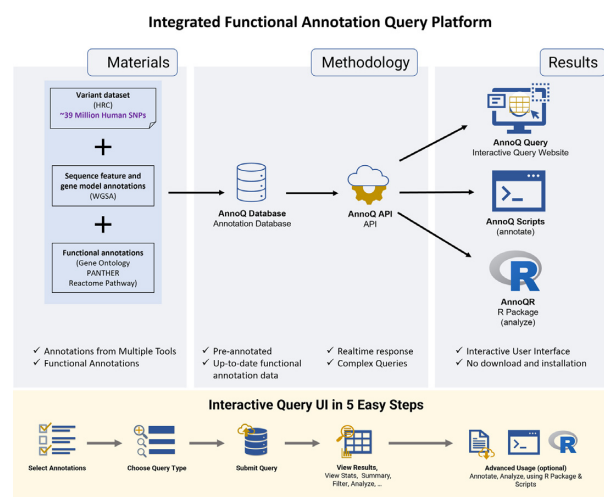 Integrated Functional Annotation Query Platform
Materials
Methodology
Results
Variant dataset
(HRC)
~39 Million Human SNPs
+
Sequence feature and
gene model annotations
(WGSA)
+
Functional annotations
(Gene Ontology
PANTHER
Reactome Pathway)
AnnoQ Database
Annotation Database
AnnoQ API
API
AnnoQ Query
Interactive Query Website
>_
AnnoQ Scripts
(annotate)
R
AnnoQR
R Package
(analyze)
✓ Annotations from Multiple Tools
✓ Functional Annotations
✓ Pre-annotated
✓ Up-to-date functional
annotation data
✓ Realtime response
✓ Complex Queries
✓ Interactive User Interface
✓ No download and installation
Interactive Query UI in 5 Easy Steps
Select Annotations
Choose Query Type
Submit Query
View Results,
View Stats, Summary,
Filter, Analyze, ...
>_
R
Advanced Usage (optional)
Annotate, Analyze, using R Package &
Scripts